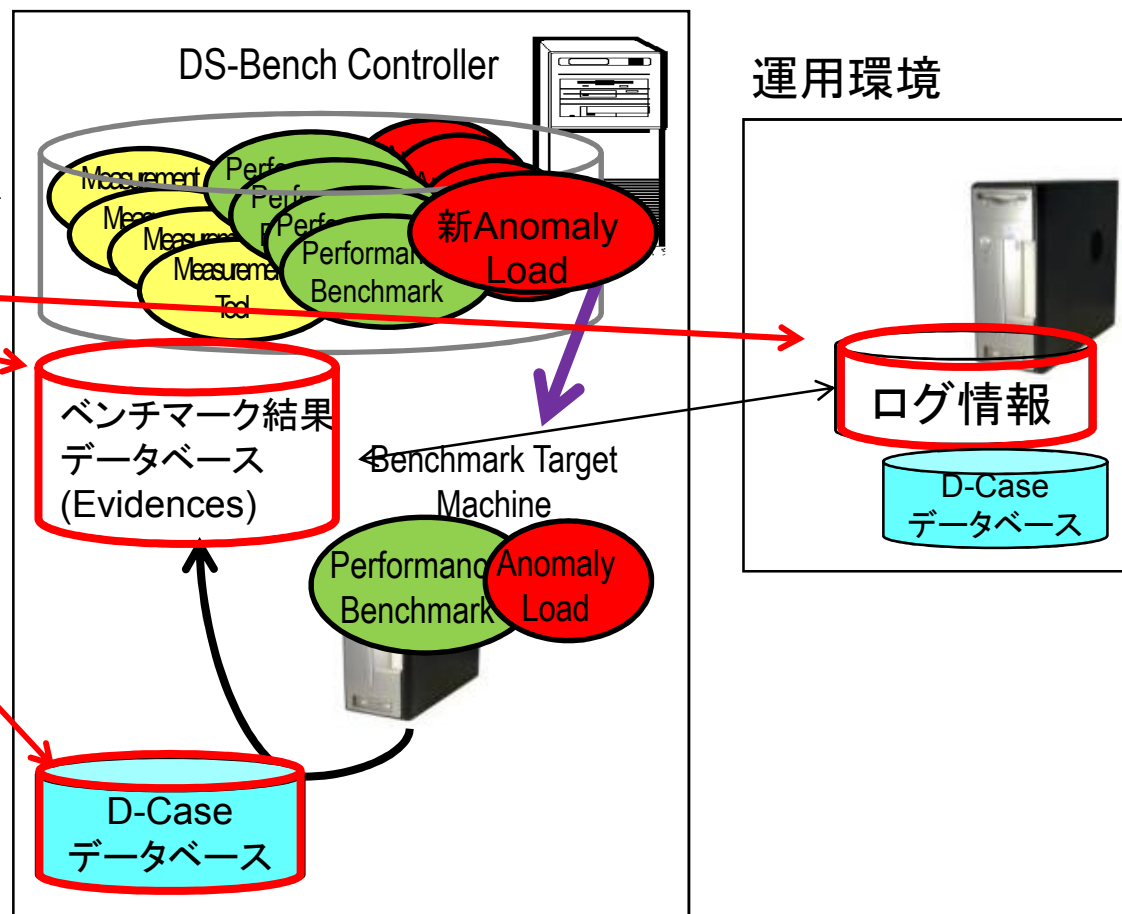 DS-Bench Controller
運用環境
Measurement
Measurement
Tool
Performance
Benchmark
新Anomaly
Load
ベンチマーク結果
データベース
(Evidences)
Benchmark Target
Machine
Performanc
Benchmark
Anomaly
Load
ログ情報
D-Case
データベース
D-Case
データベース